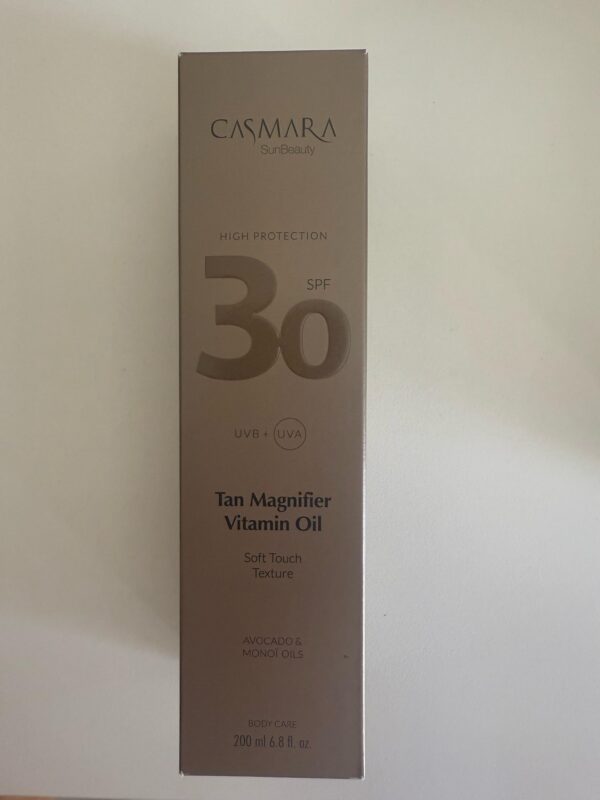 CASMARA
SunBeauty
HIGH PROTECTION
30
SPF
UVB + UVA
Tan Magnifier
Vitamin Oil
Soft Touch
Texture
AVOCADO &
MONOÏ OILS
BODY CARE
200 ml 6.8 fl. oz.